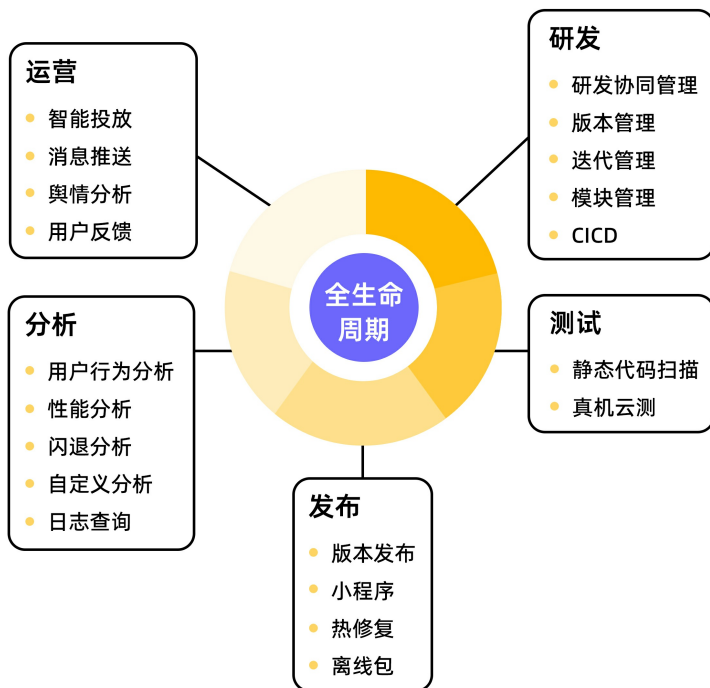 研发
研发协同管理
版本管理
迭代管理
模块管理
CICD
运营
智能投放
消息推送
舆情分析
用户反馈
全生命
周期
分析
用户行为分析
性能分析
闪退分析
自定义分析
日志查询
测试
静态代码扫描
真机云测
发布
版本发布
小程序
热修复
离线包